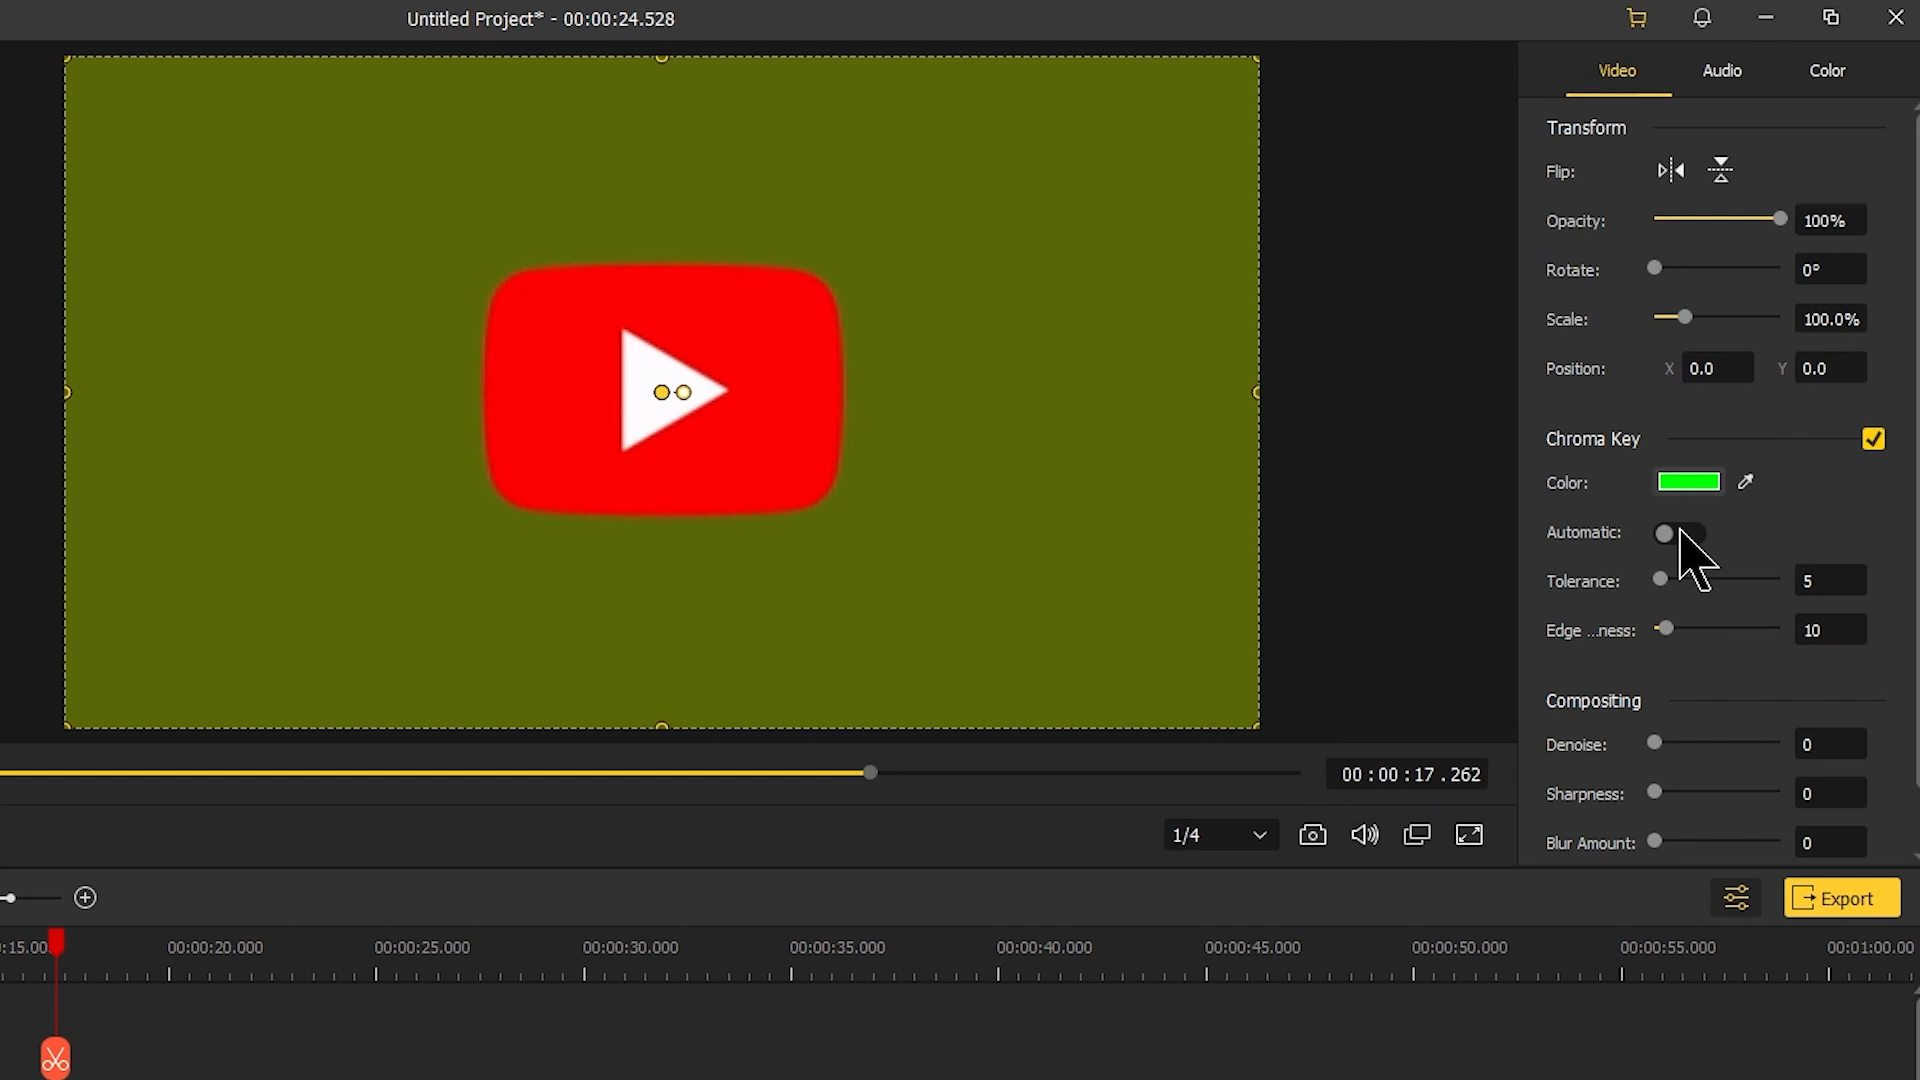 Untitled Project* - 00:00:24.528
Video Audio Color
Transform
Flip:
Opacity: 100%
Rotate: 0°
Scale: 100.0%
Position: X 0.0 Y 0.0
Chroma Key
Color:
Automatic:
Tolerance: 5
Edge ...ness: 10
Compositing
Denoise: 0
Sharpness: 0
Blur Amount: 0
00:00:17.262
1/4
Export
:15.00 00:00:20.000 00:00:25.000 00:00:30.000 00:00:35.000 00:00:40.000 00:00:45.000 00:00:50.000 00:00:55.000 00:01:00.00